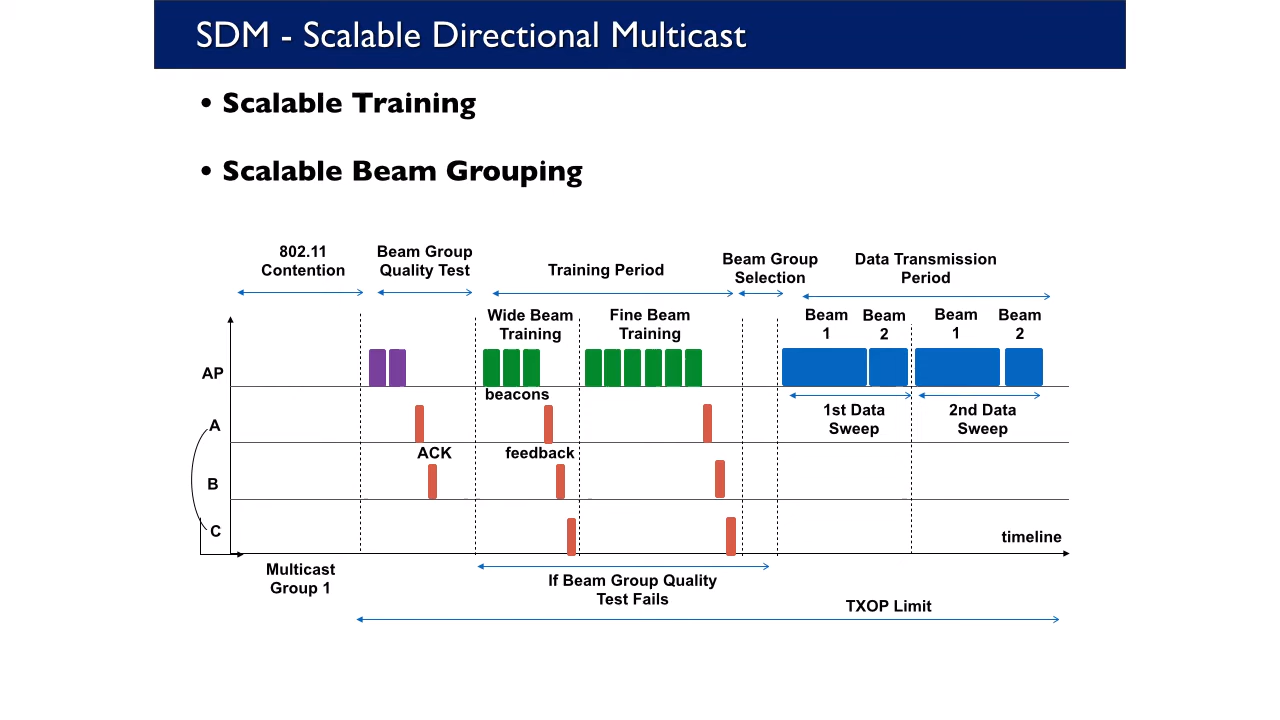 SDM - Scalable Directional Multicast
• Scalable Training
• Scalable Beam Grouping
802.11
Contention
Beam Group
Quality Test
Training Period
Beam Group
Selection
Data Transmission
Period
Wide Beam
Training
Fine Beam
Training
Beam
1
Beam
2
Beam
1
Beam
2
AP
beacons
1st Data
Sweep
2nd Data
Sweep
A
ACK
feedback
B
C
timeline
Multicast
Group 1
If Beam Group Quality
Test Fails
TXOP Limit